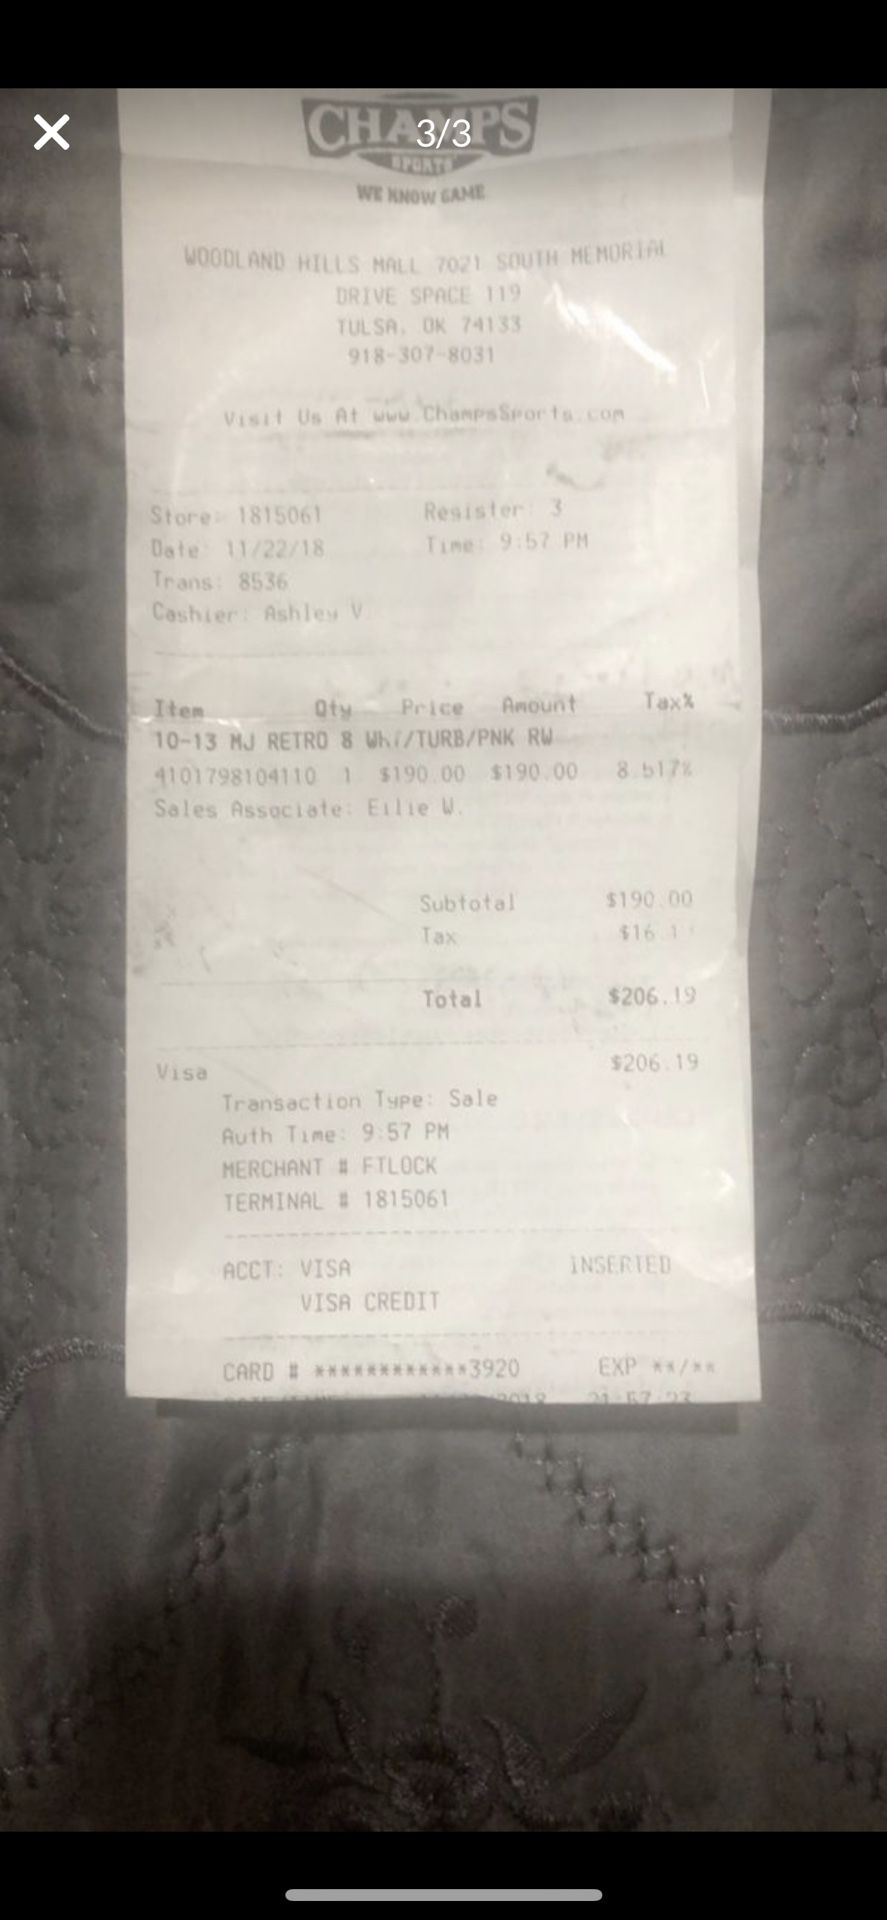 3/3
CHAMPS
SPORTS
WE KNOW GAME
WOODLAND HILLS MALL 7021 SOUTH MEMORIAL
DRIVE SPACE 119
TULSA, OK 74133
918-307-8031
Visit Us At www.ChampsSports.com
Store: 1815061 Register: 3
Date: 11/22/18 Time: 9:57 PM
Trans: 8536
Cashier: Ashley V.
Item Qty Price Amount Tax%
10-13 MJ RETRO 8 Whi/TURB/PNK RW
4101798104110 1 $190.00 $190.00 8.517%
Sales Associate: Eilie W.
Subtotal $190.00
Tax
Total $206.19
Visa $206.19
Transaction Type: Sale
Auth Time: 9:57 PM
MERCHANT # FTLOCK
TERMINAL # 1815061
ACCT: VISA INSERTED
VISA CREDIT
CARD # ************3920 EXP **/**